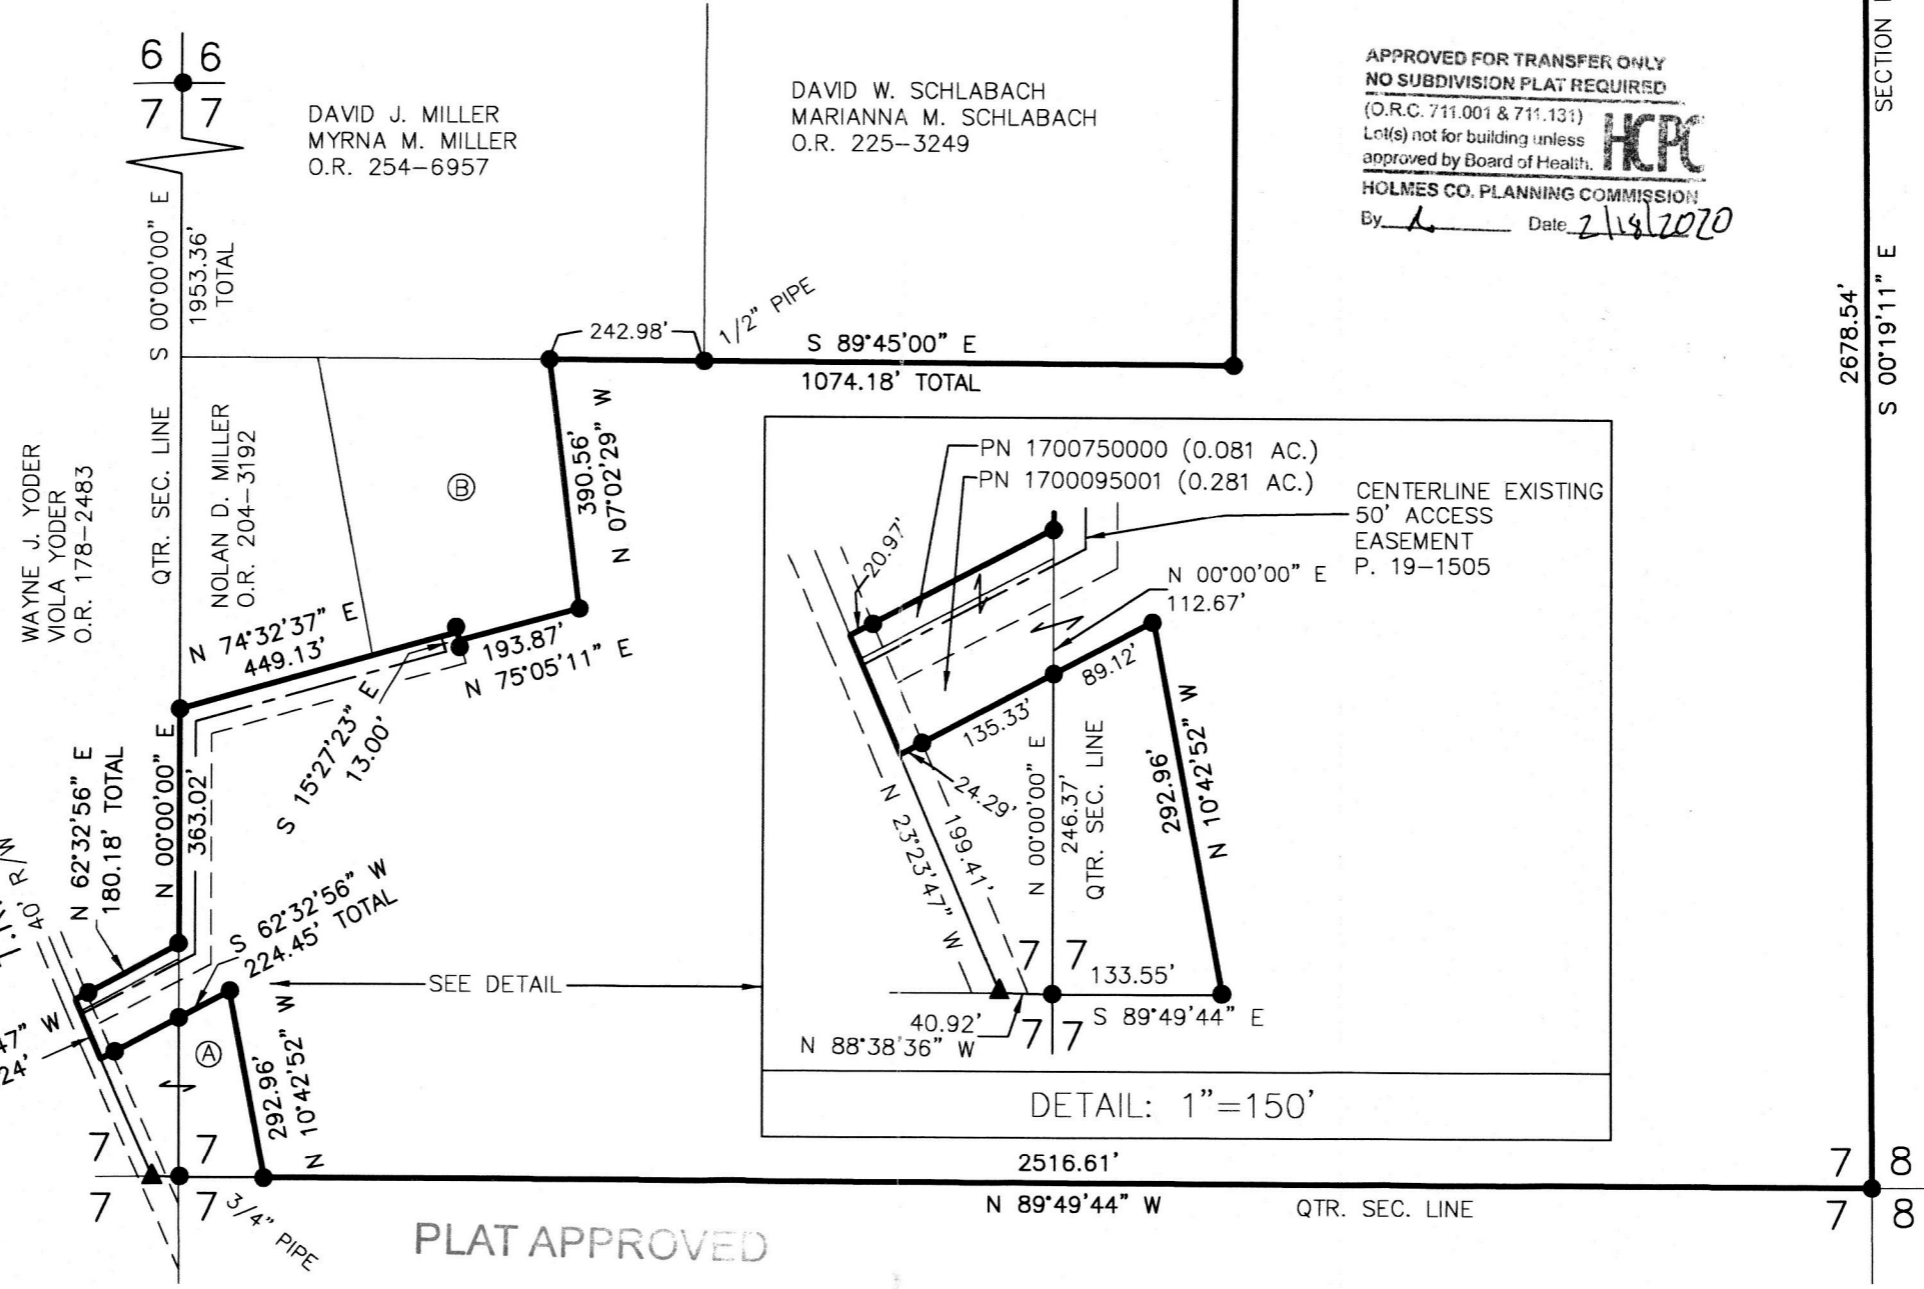 6 6
7 7
DAVID J. MILLER
MYRNA M. MILLER
O.R. 254–6957
DAVID W. SCHLABACH
MARIANNA M. SCHLABACH
O.R. 225–3249
APPROVED FOR TRANSFER ONLY
NO SUBDIVISION PLAT REQUIRED
(O.R.C. 711.001 & 711.131)
Lot(s) not for building unless
approved by Board of Health.
HCPC
HOLMES CO. PLANNING COMMISSION
By Date 2/18/2020
SECTION
S 00°00'00" E
1953.36'
TOTAL
QTR. SEC. LINE
WAYNE J. YODER
VIOLA YODER
O.R. 178–2483
NOLAN D. MILLER
O.R. 204–3192
B
242.98'
1/2" PIPE
S 89°45'00" E
1074.18' TOTAL
2678.54'
S 00°19'11" E
390.56'
N 07°02'29" W
N 74°32'37" E
449.13'
193.87'
N 75°05'11" E
S 15°27'23" E
13.00'
N 00°00'00" E
363.02'
N 62°32'56" E
180.18' TOTAL
40' R/W
S 62°32'56" W
224.45' TOTAL
47" W
24'
A
292.96'
N 10°42'52" W
SEE DETAIL
PN 1700750000 (0.081 AC.)
PN 1700095001 (0.281 AC.)
CENTERLINE EXISTING
50' ACCESS
EASEMENT
P. 19–1505
20.97'
N 00°00'00" E
112.67'
89.12'
135.33'
24.29'
N 23°23'47" W
199.41'
N 00°00'00" E
246.37'
QTR. SEC. LINE
292.96'
N 10°42'52" W
7 7
133.55'
S 89°49'44" E
40.92'
N 88°38'36" W
7 7
DETAIL: 1"=150'
7 7
7 7
3/4" PIPE
2516.61'
N 89°49'44" W
QTR. SEC. LINE
7 8
7 8
PLAT APPROVED